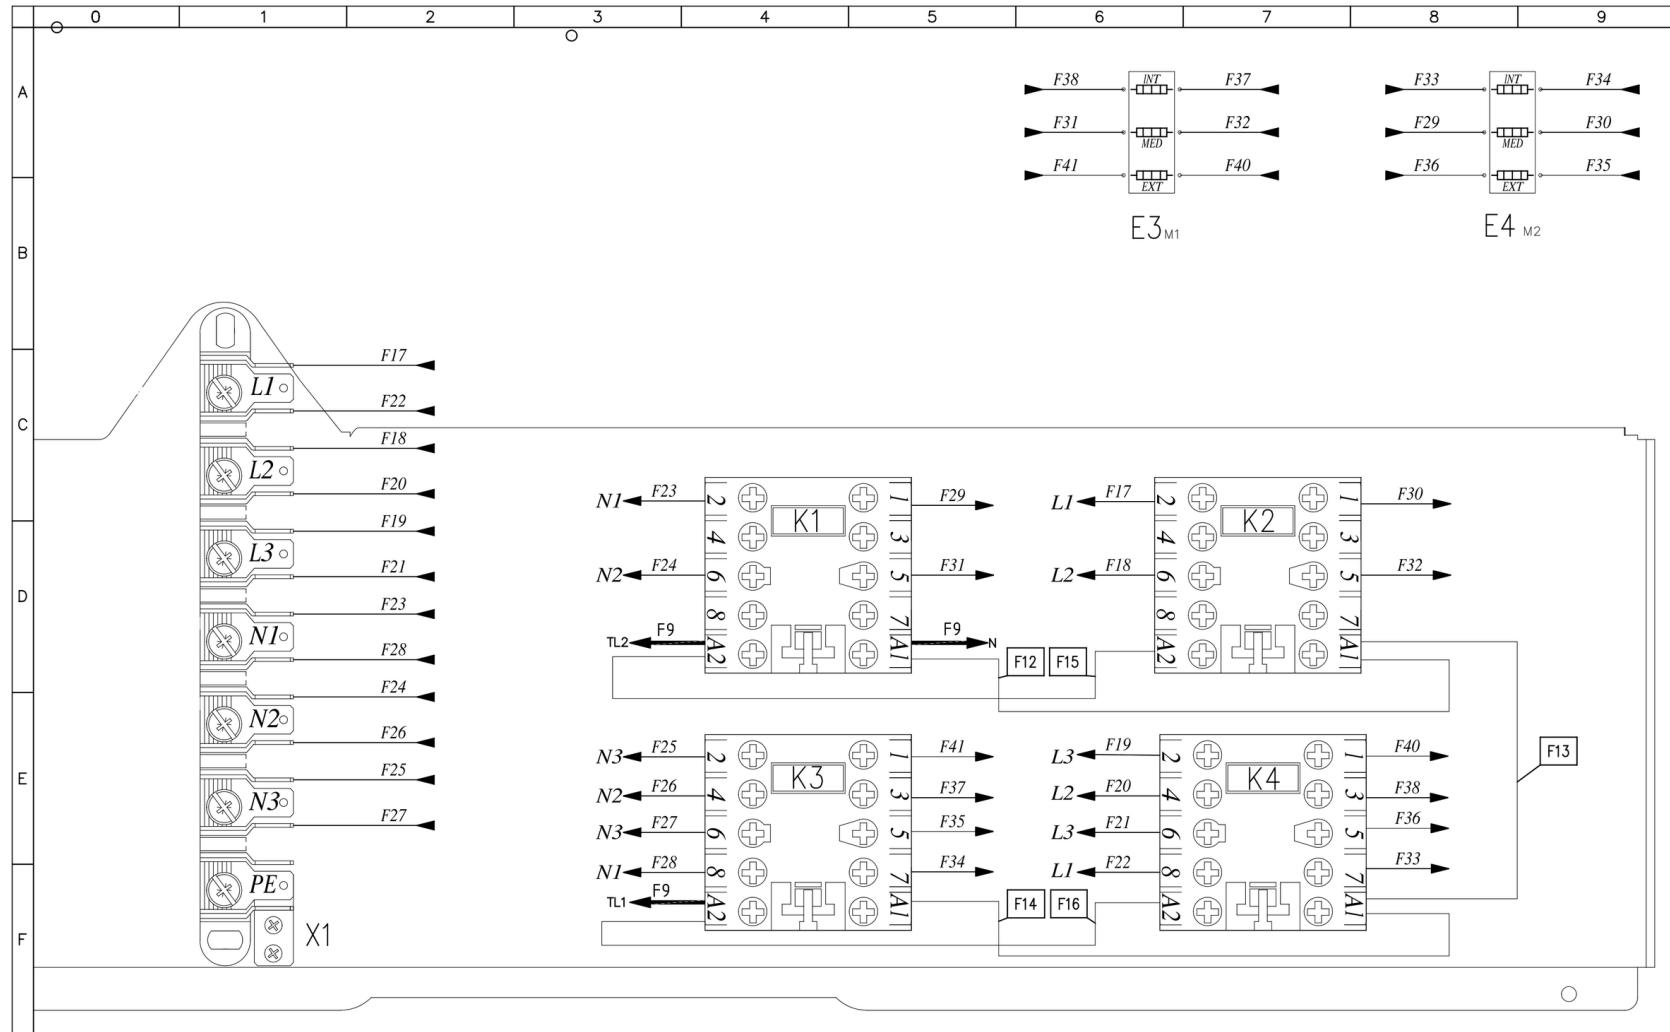 0 1 2 3 4 5 6 7 8 9
A
F38 INT F37 F33 INT F34
F31 MED F32 F29 MED F30
F41 EXT F40 F36 EXT F35
E3 M1 E4 M2
B
F17
L1
F22
C
F18
L2
F20
F19
L3
F21
D
F23
N1
F28
F24
N2
F26
E
F25
N3
F27
PE
F
X1
N1 F23 2 K1 1 F29
4 3
N2 F24 6 5 F31
8 7
TL2 F9 A2 A1 F9 N
L1 F17 2 K2 1 F30
4 3
L2 F18 6 5 F32
8 7
A2 A1
F12 F15
N3 F25 2 K3 1 F41
N2 F26 4 3 F37
N3 F27 6 5 F35
N1 F28 8 7 F34
TL1 F9 A2 A1
L3 F19 2 K4 1 F40
L2 F20 4 3 F38
L3 F21 6 5 F36
L1 F22 8 7 F33
A2 A1
F14 F16
F13